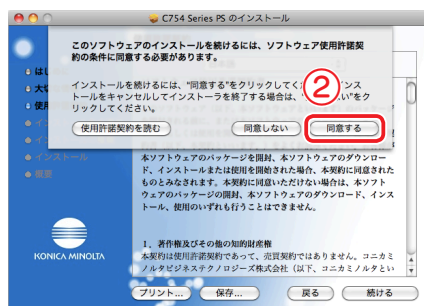 C754 Series PS のインストール
このソフトウェアのインストールを続けるには、ソフトウェア使用許諾契
約の条件に同意する必要があります。
インストールを続けるには、"同意する"をクリックしてくだ
ンス
トールをキャンセルしてインストーラを終了する場合は、
い"をク
リックしてください。
②
使用許諾契約を読む
同意しない
同意する
は
大
使用
イン
インストール
概要
本ソフトウェアのパッケージを開封、本ソフトウェアのダウンロー
ド、インストールまたは使用を開始された場合、本契約に同意された
ものとみなされます。本契約に同意いただけない場合は、本ソフト
ウェアのパッケージの開封、本ソフトウェアのダウンロード、インス
トール、使用のいずれも行うことはできません。
1. 著作権及びその他の知的財産権
本契約は使用許諾契約であって、売買契約ではありません。コニカミ
ノルタビジネステクノロジーズ株式会社（以下、コニカミノルタとい
KONICA MINOLTA
プリント...
保存...
戻る
続ける